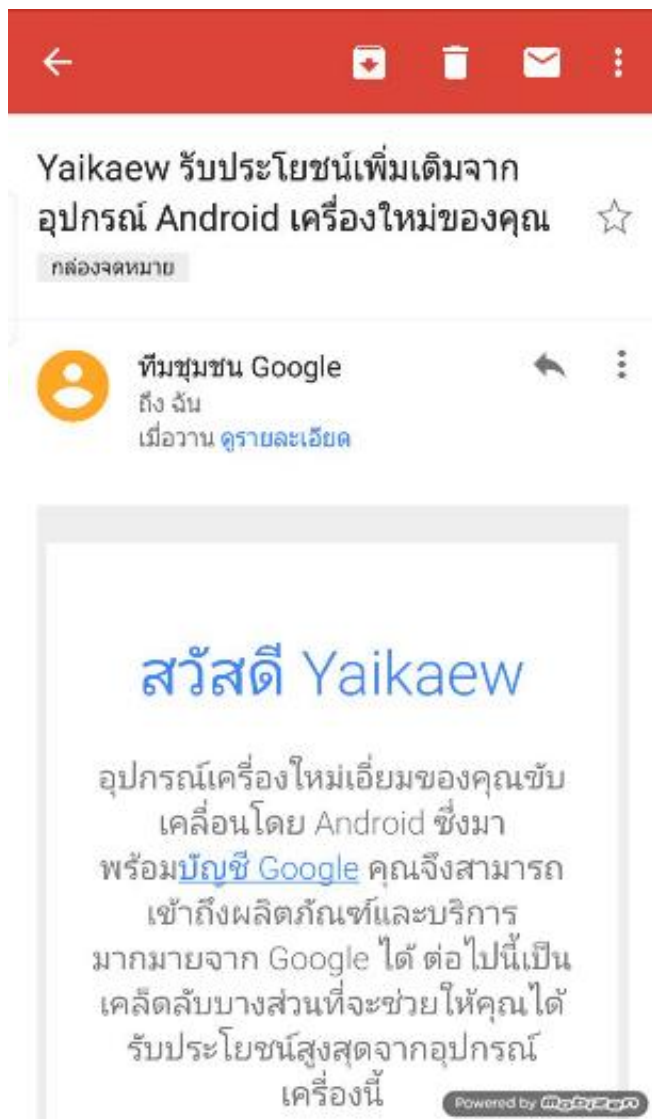 Yaikaew รับประโยชน์เพิ่มเติมจาก
อุปกรณ์ Android เครื่องใหม่ของคุณ
กล่องจดหมาย
ทีมชุมชน Google
ถึง ฉัน
เมื่อวาน ดูรายละเอียด
สวัสดี Yaikaew
อุปกรณ์เครื่องใหม่เอี่ยมของคุณขับ
เคลื่อนโดย Android ซึ่งมา
พร้อมบัญชี Google คุณจึงสามารถ
เข้าถึงผลิตภัณฑ์และบริการ
มากมายจาก Google ได้ ต่อไปนี้เป็น
เคล็ดลับบางส่วนที่จะช่วยให้คุณได้
รับประโยชน์สูงสุดจากอุปกรณ์
เครื่องนี้
Powered by Mobizen